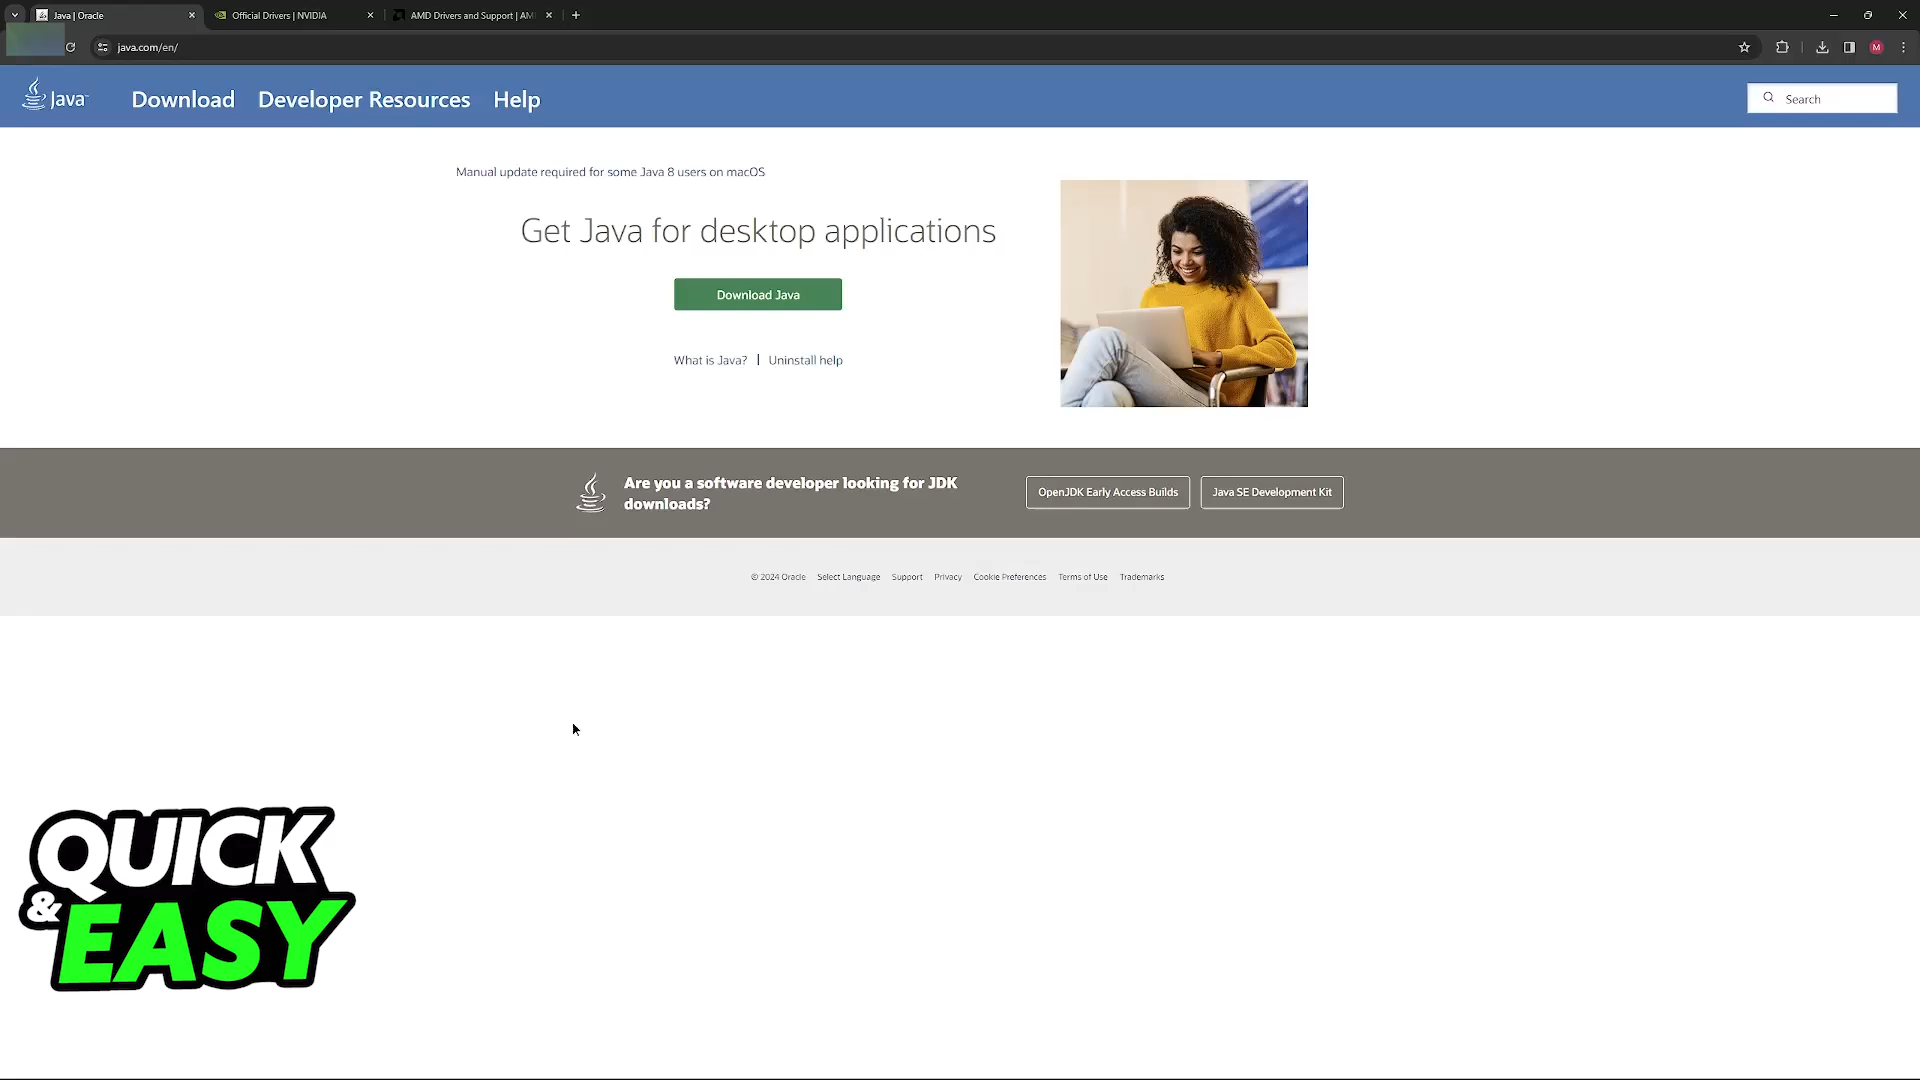 Java | Oracle
Official Drivers | NVIDIA
AMD Drivers and Support | AM
java.com/en/
M
Java
Download
Developer Resources
Help
Search
Manual update required for some Java 8 users on macOS
Get Java for desktop applications
Download Java
What is Java? | Uninstall help
Are you a software developer looking for JDK
downloads?
OpenJDK Early Access Builds
Java SE Development Kit
© 2024 Oracle Select Language Support Privacy Cookie Preferences Terms of Use Trademarks
QUICK
& EASY